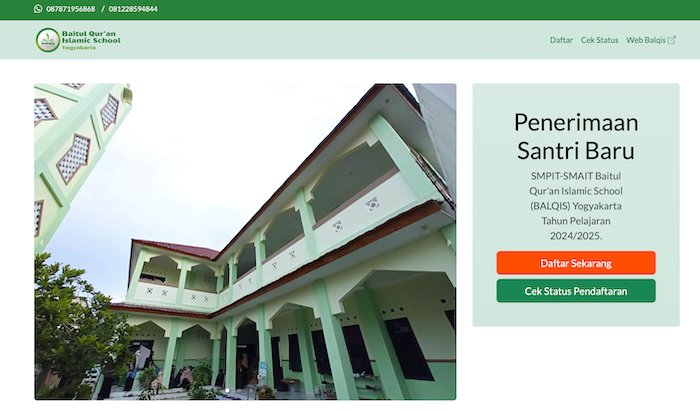 087871956868 / 081228594844
Baitul Qur'an
Islamic School
Yogyakarta
Daftar Cek Status Web Balqis
Penerimaan
Santri Baru
SMPIT-SMAIT Baitul
Qur'an Islamic School
(BALQIS) Yogyakarta
Tahun Pelajaran
2024/2025.
Daftar Sekarang
Cek Status Pendaftaran